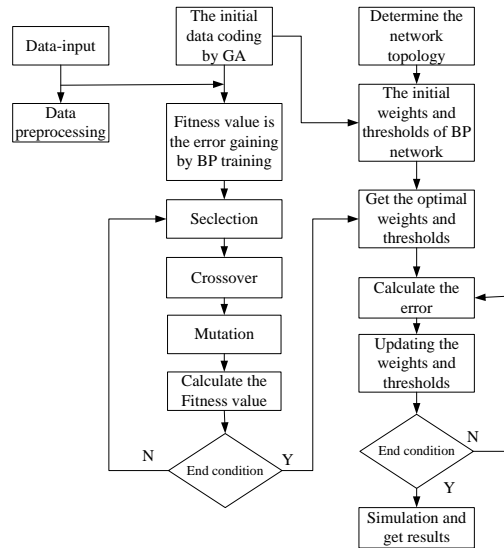 Data-input
Data
preprocessing
The initial
data coding
by GA
Fitness value is
the error gaining
by BP training
Seclection
Crossover
Mutation
Calculate the
Fitness value
End condition
N
Y
Determine the
network
topology
The initial
weights and
thresholds of BP
network
Get the optimal
weights and
thresholds
Calculate the
error
Updating the
weights and
thresholds
End condition
N
Y
Simulation and
get results